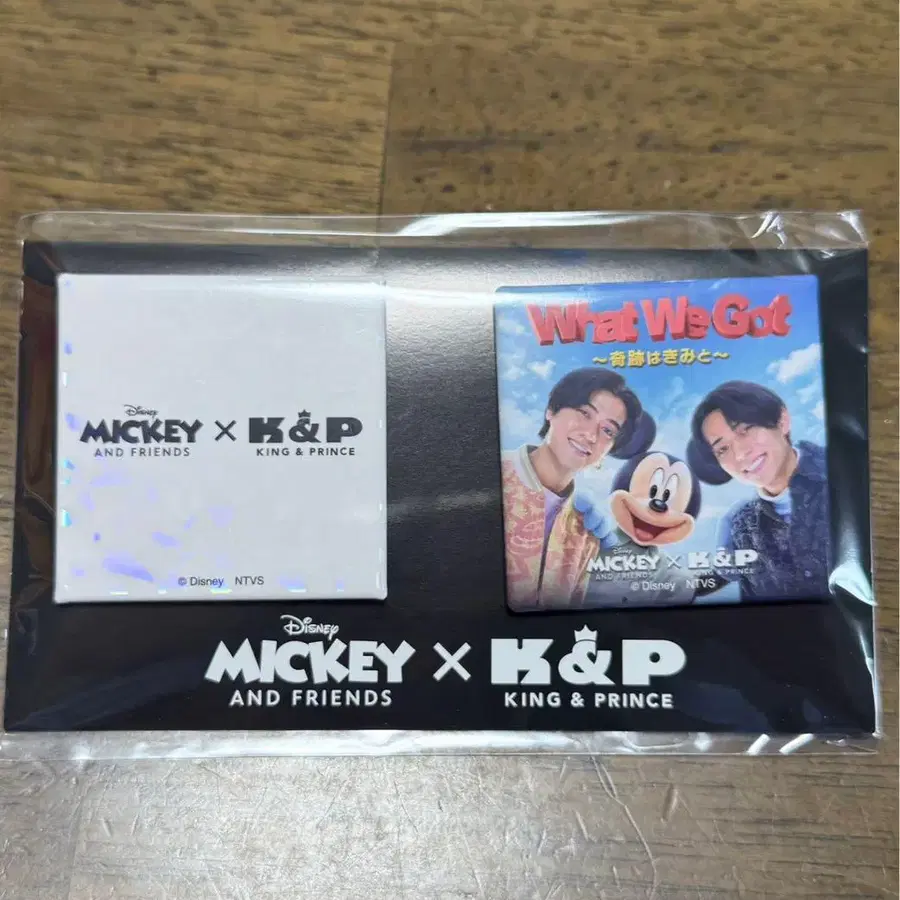 Disney
MICKEY × K&P
AND FRIENDS KING & PRINCE
© Disney NTVS
What We Got
～奇跡はきみと～
Disney
MICKEY × K&P
AND FRIENDS KING & PRINCE
© Disney NTVS
Disney
MICKEY × K&P
AND FRIENDS KING & PRINCE